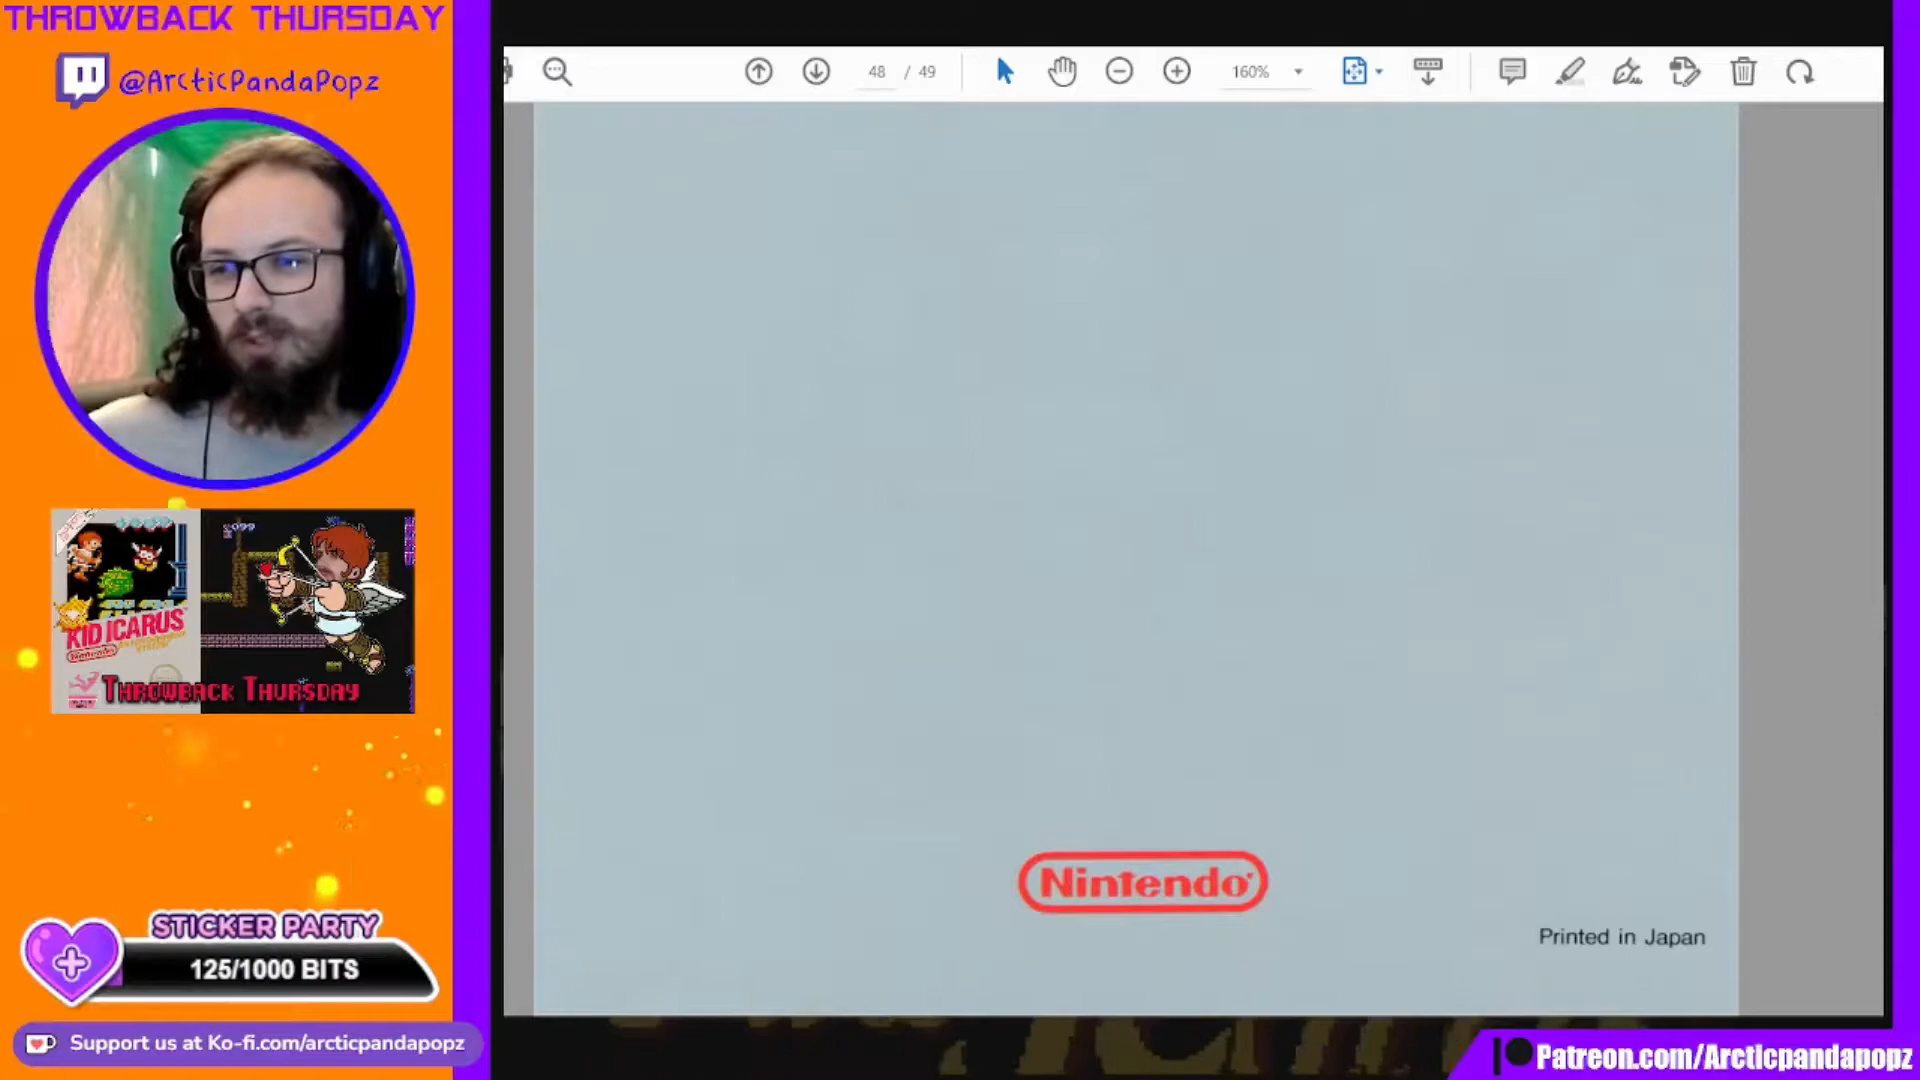 THROWBACK THURSDAY
@ArcticPandaPopz
48 / 49
160%
099
KID ICARUS
Nintendo
THROWBACK THURSDAY
Nintendo
Printed in Japan
STICKER PARTY
125/1000 BITS
Support us at Ko-fi.com/arcticpandapopz
Patreon.com/Arcticpandapopz